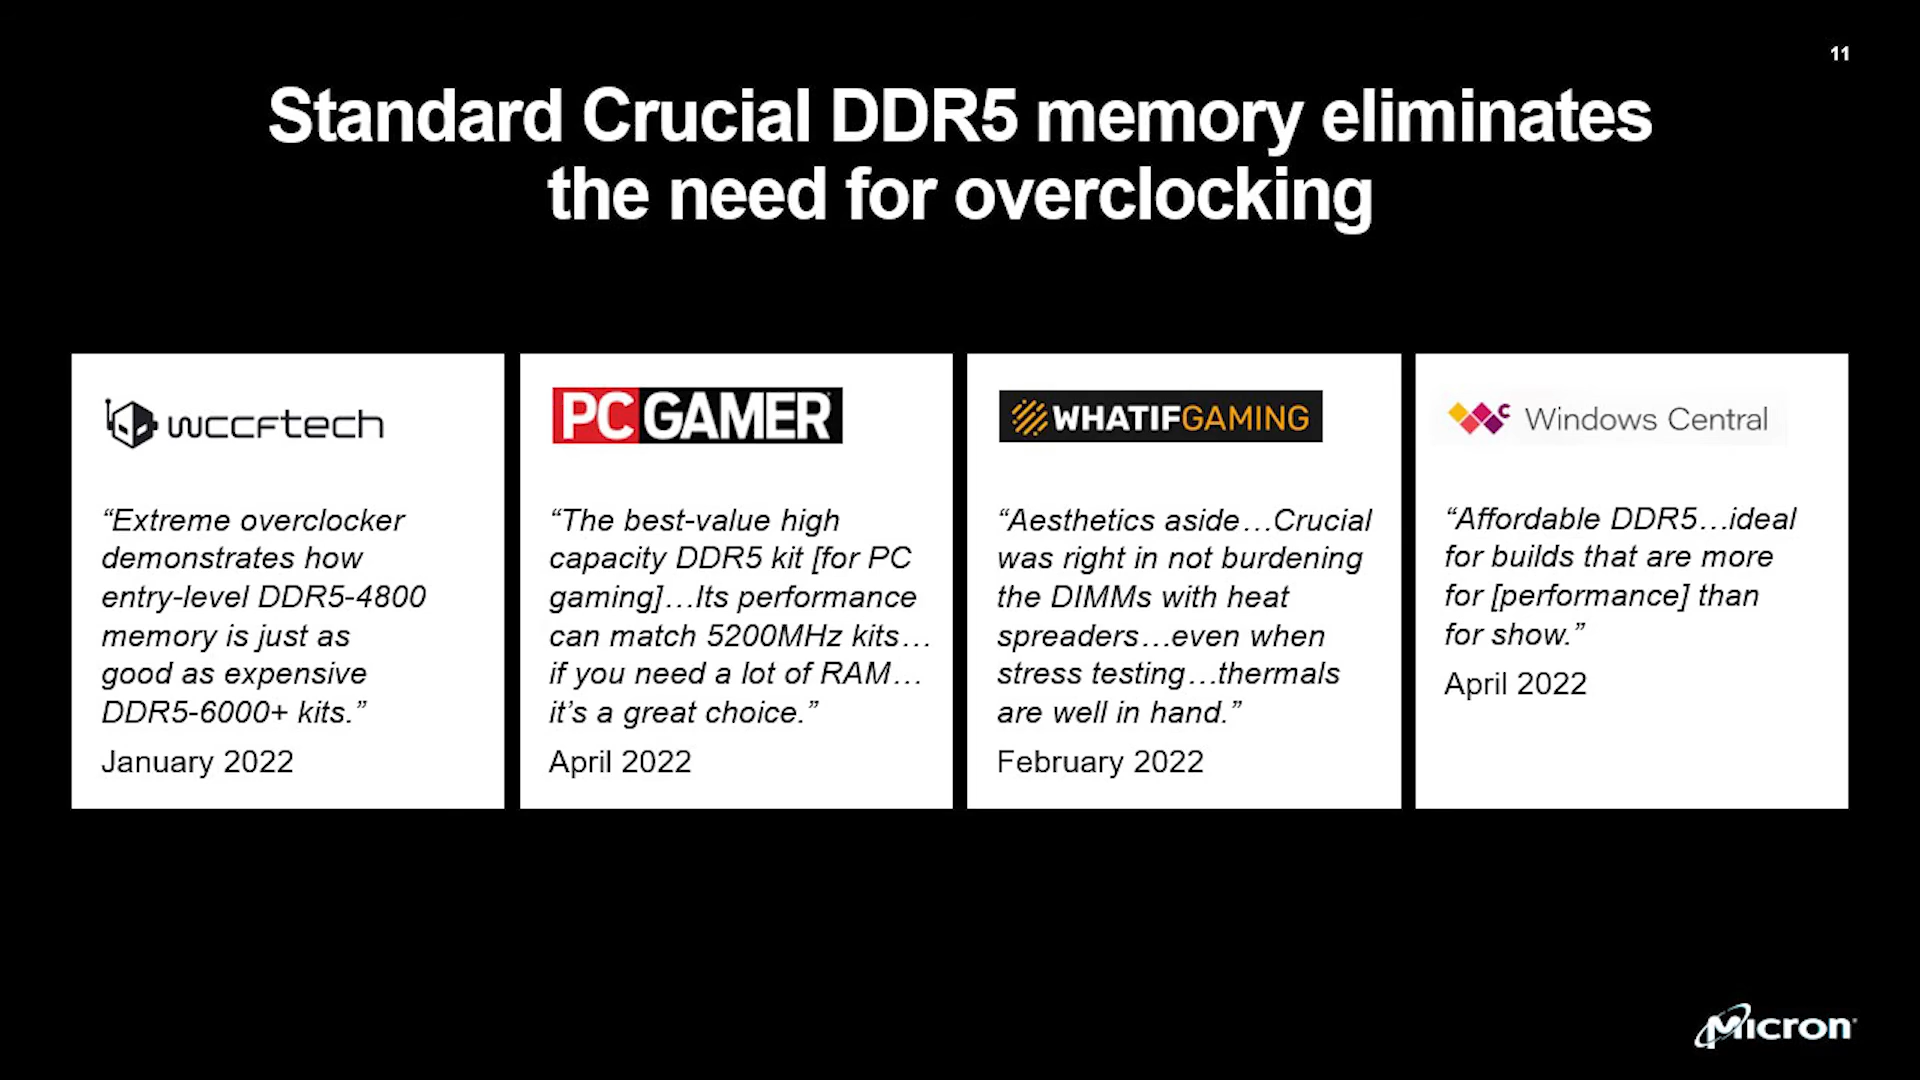 11
Standard Crucial DDR5 memory eliminates
the need for overclocking
wccftech
“Extreme overclocker
demonstrates how
entry-level DDR5-4800
memory is just as
good as expensive
DDR5-6000+ kits.”
January 2022
PC GAMER
“The best-value high
capacity DDR5 kit [for PC
gaming]…Its performance
can match 5200MHz kits…
if you need a lot of RAM…
it’s a great choice.”
April 2022
WHATIFGAMING
“Aesthetics aside…Crucial
was right in not burdening
the DIMMs with heat
spreaders…even when
stress testing…thermals
are well in hand.”
February 2022
Windows Central
“Affordable DDR5…ideal
for builds that are more
for [performance] than
for show.”
April 2022
Micron